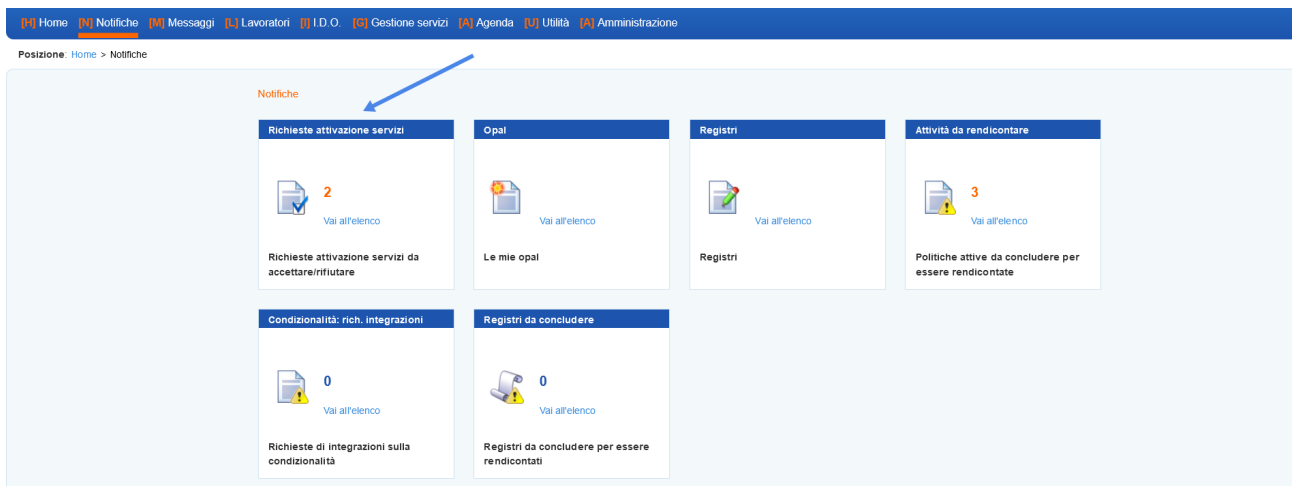 [H] Home [N] Notifiche [M] Messaggi [L] Lavoratori [I] I.D.O. [G] Gestione servizi [A] Agenda [U] Utilità [A] Amministrazione
Posizione: Home > Notifiche
Notifiche
Richieste attivazione servizi
2
Vai all'elenco
Richieste attivazione servizi da
accettare/rifiutare
Opal
Vai all'elenco
Le mie opal
Registri
Vai all'elenco
Registri
Attività da rendicontare
3
Vai all'elenco
Politiche attive da concludere per
essere rendicontate
Condizionalità: rich. integrazioni
0
Vai all'elenco
Richieste di integrazioni sulla
condizionalità
Registri da concludere
0
Vai all'elenco
Registri da concludere per essere
rendicontati